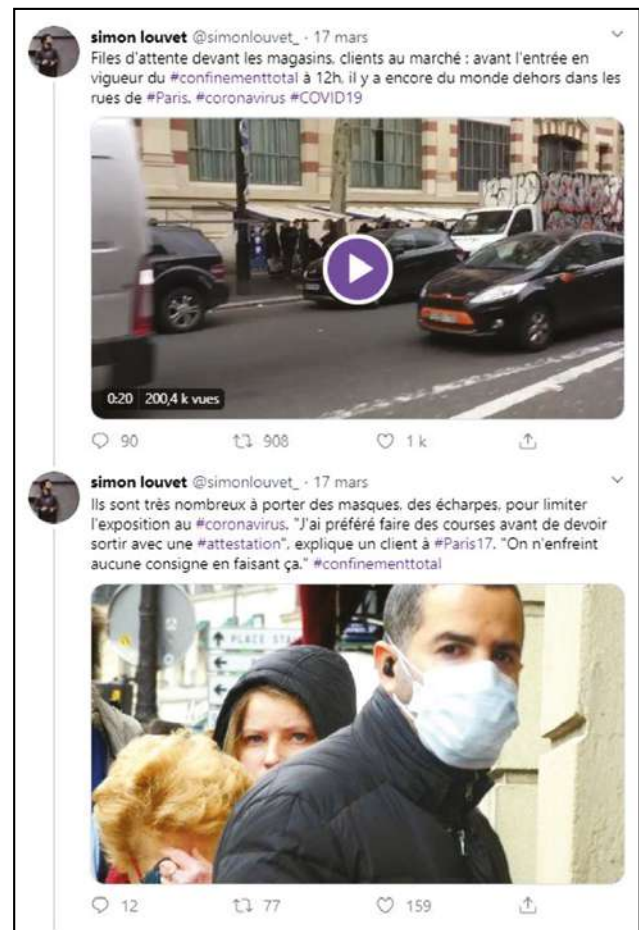 simon louvet @simonlouvet_ · 17 mars
Files d'attente devant les magasins, clients au marché : avant l'entrée en
vigueur du #confinementtotal à 12h, il y a encore du monde dehors dans les
rues de #Paris. #coronavirus #COVID19
0:20 200,4 k vues
90 908 1 k
simon louvet @simonlouvet_ · 17 mars
Ils sont très nombreux à porter des masques, des écharpes, pour limiter
l'exposition au #coronavirus. "J'ai préféré faire des courses avant de devoir
sortir avec une #attestation", explique un client à #Paris17. "On n'enfreint
aucune consigne en faisant ça." #confinementtotal
PLACE
12 77 159